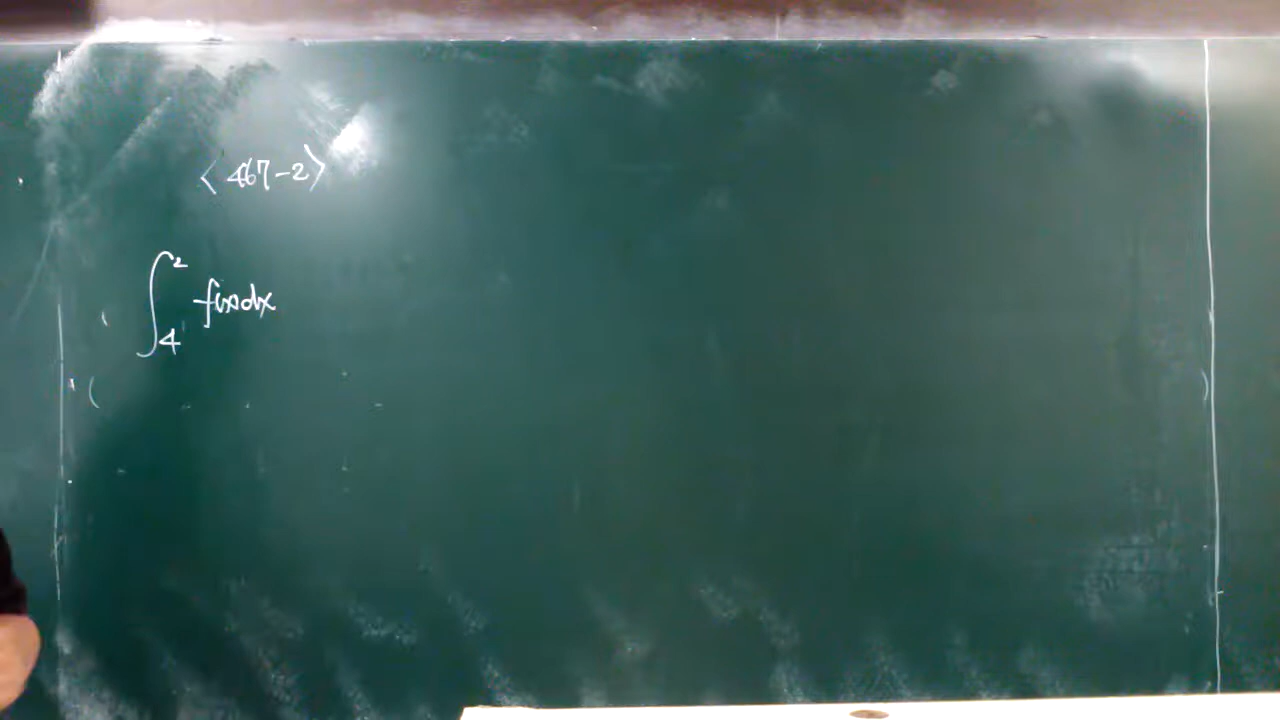 <467-2>
∫₄² f(x)dx